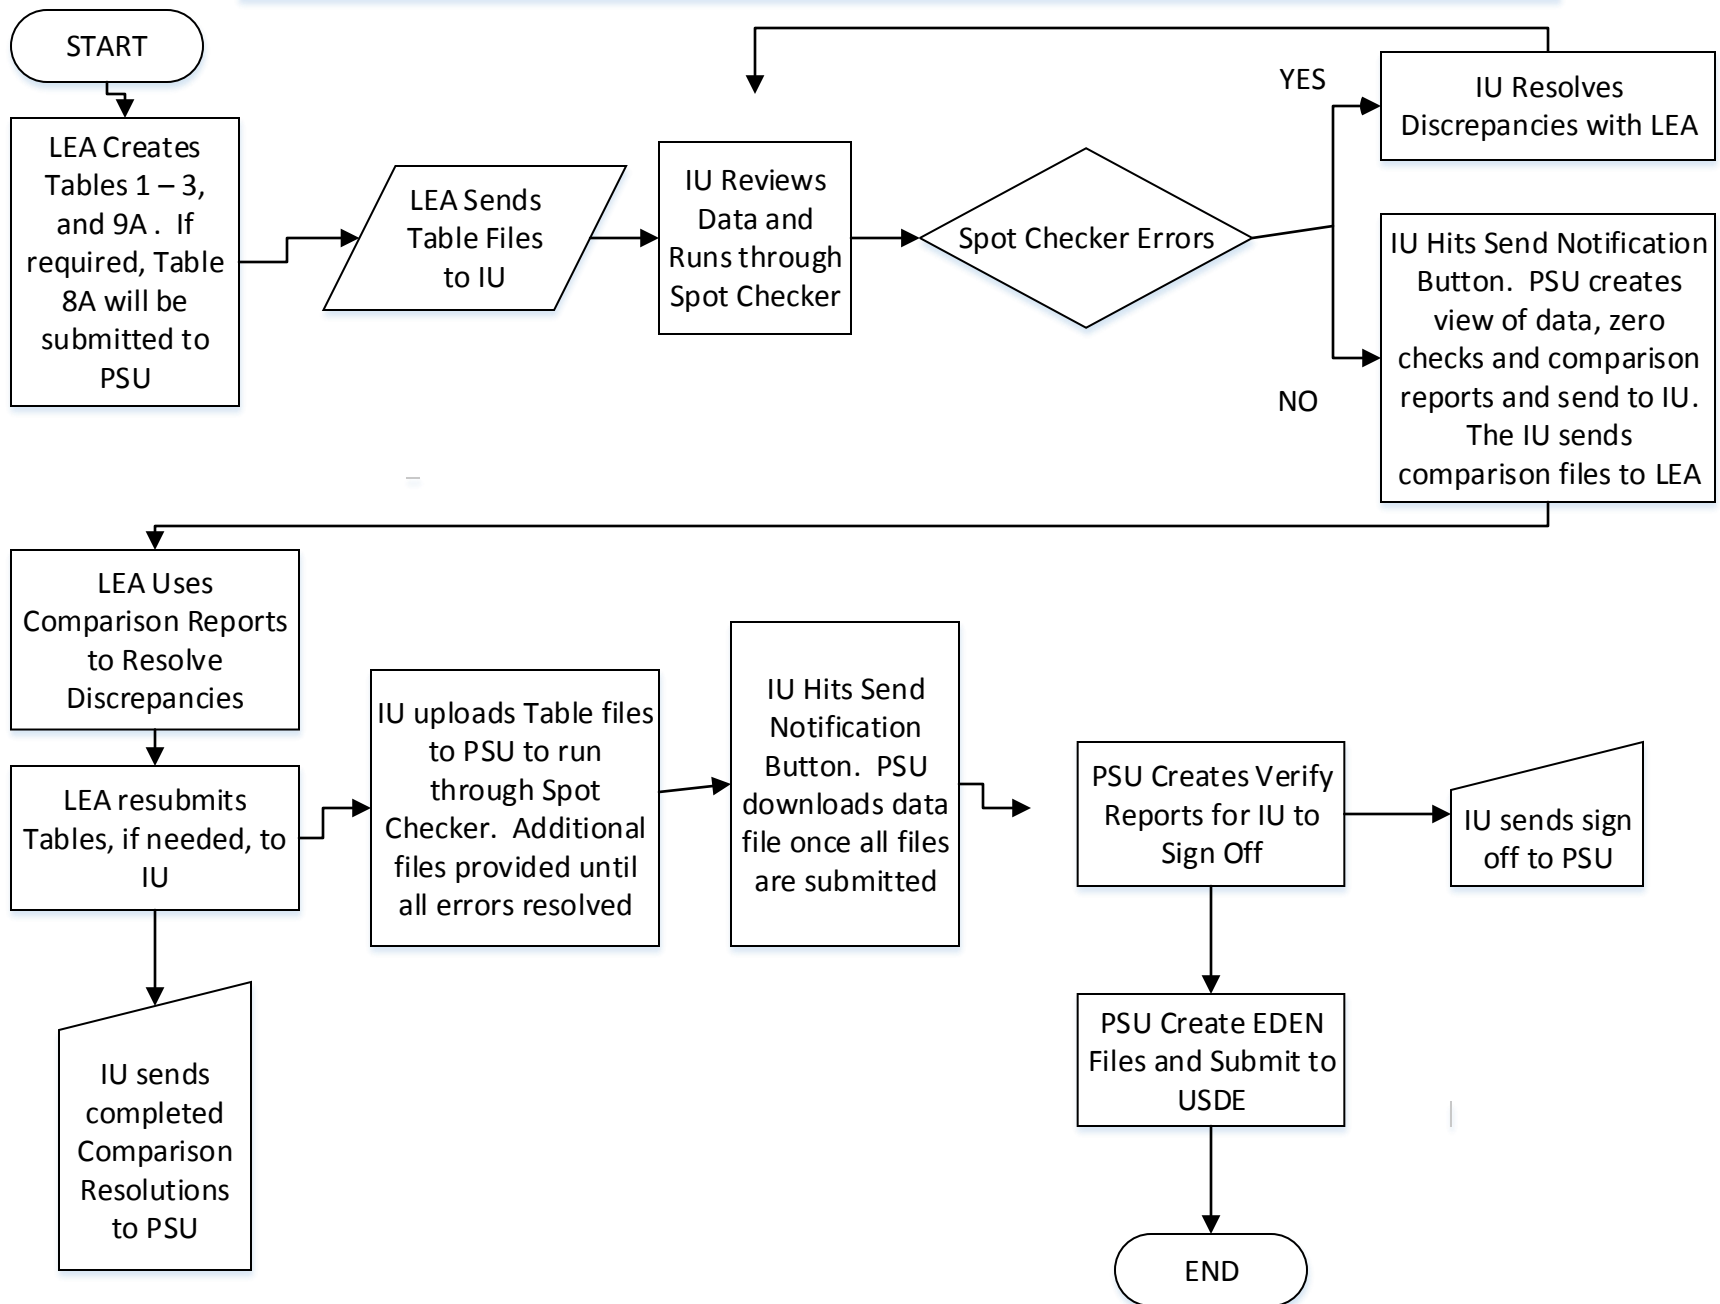 START
LEA Creates
Tables 1 – 3,
and 9A .  If
required, Table
8A will be
submitted to
PSU
LEA Sends
Table Files
to IU
IU Reviews
Data and
Runs through
Spot Checker
Spot Checker Errors
YES
IU Resolves
Discrepancies with LEA
NO
IU Hits Send Notification
Button.  PSU creates
view of data, zero
checks and comparison
reports and send to IU.
The IU sends
comparison files to LEA
LEA Uses
Comparison Reports
to Resolve
Discrepancies
LEA resubmits
Tables, if needed, to
IU
IU sends
completed
Comparison
Resolutions
to PSU
IU uploads Table files
to PSU to run
through Spot
Checker.  Additional
files provided until
all errors resolved
IU Hits Send
Notification
Button.  PSU
downloads data
file once all files
are submitted
PSU Creates Verify
Reports for IU to
Sign Off
IU sends sign
off to PSU
PSU Create EDEN
Files and Submit to
USDE
END